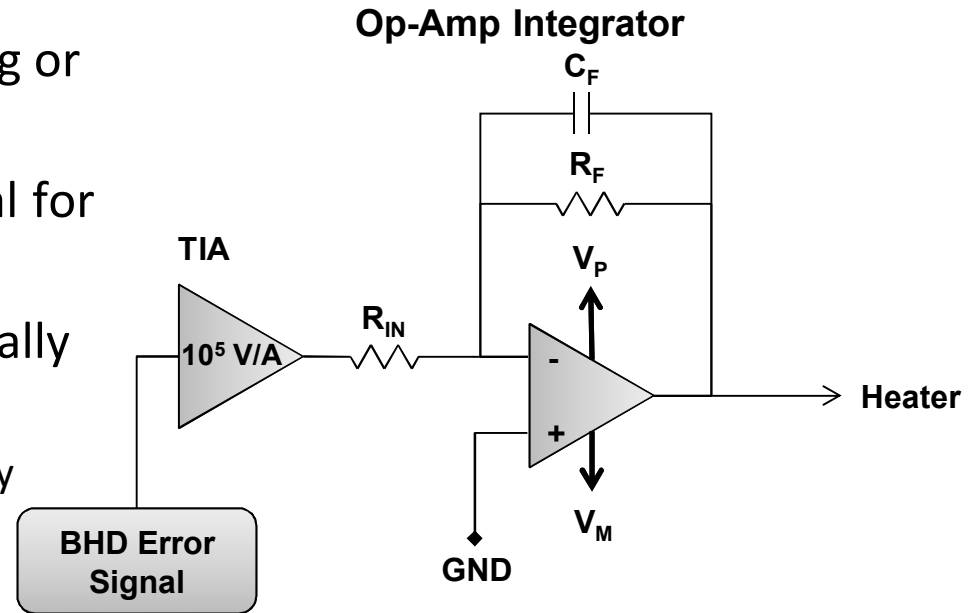 g or
l for
ally
y
Op-Amp Integrator
C_F
R_F
V_P
TIA
R_IN
10⁵ V/A
-
+
Heater
V_M
GND
BHD Error
Signal